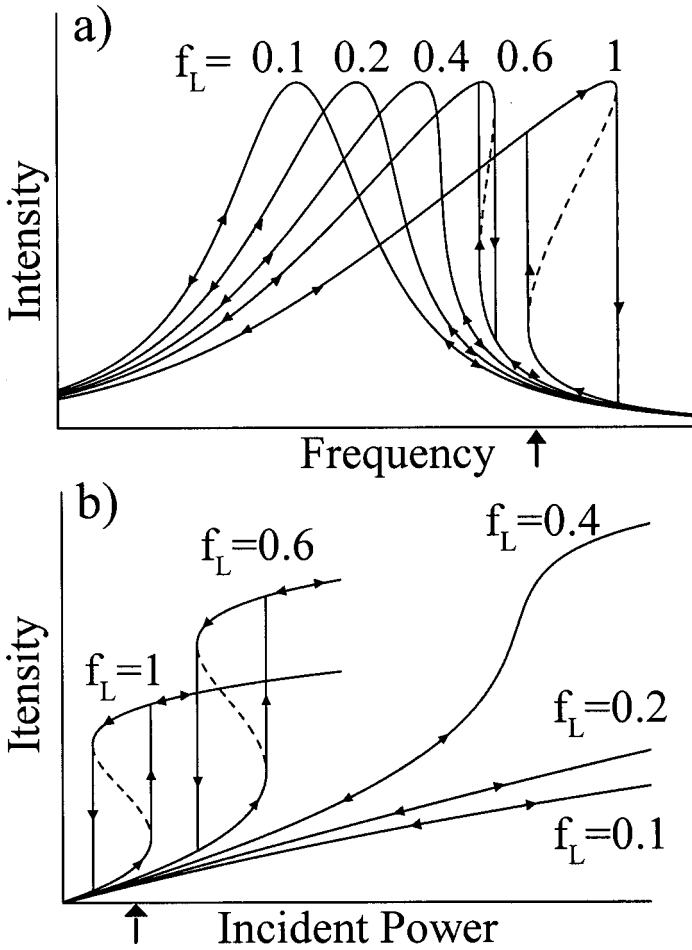 a)
f_L= 0.1 0.2 0.4 0.6 1
Intensity
Frequency
b)
f_L=0.4
f_L=0.6
f_L=1
f_L=0.2
f_L=0.1
Itensity
Incident Power